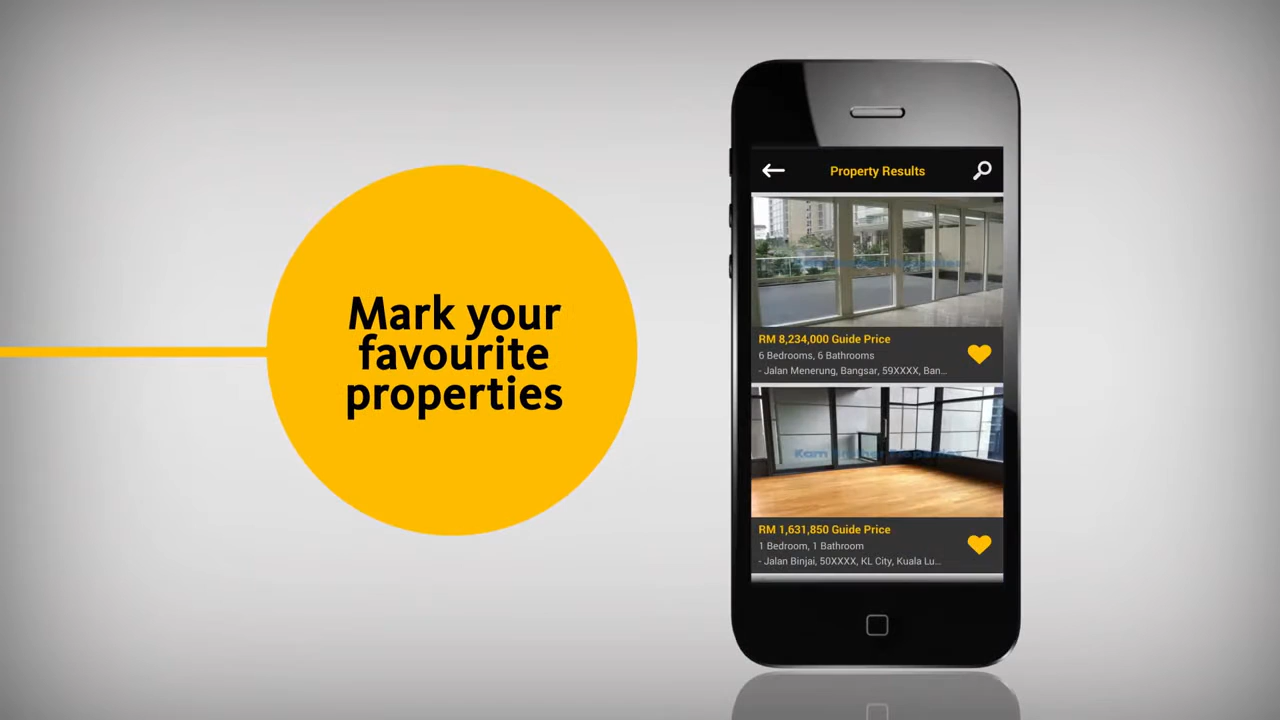 Mark your
favourite
properties
Property Results
RM 8,234,000 Guide Price
6 Bedrooms, 6 Bathrooms
- Jalan Menerung, Bangsar, 59XXXX, Ban...
RM 1,631,850 Guide Price
1 Bedroom, 1 Bathroom
- Jalan Binjai, 50XXXX, KL City, Kuala Lu...